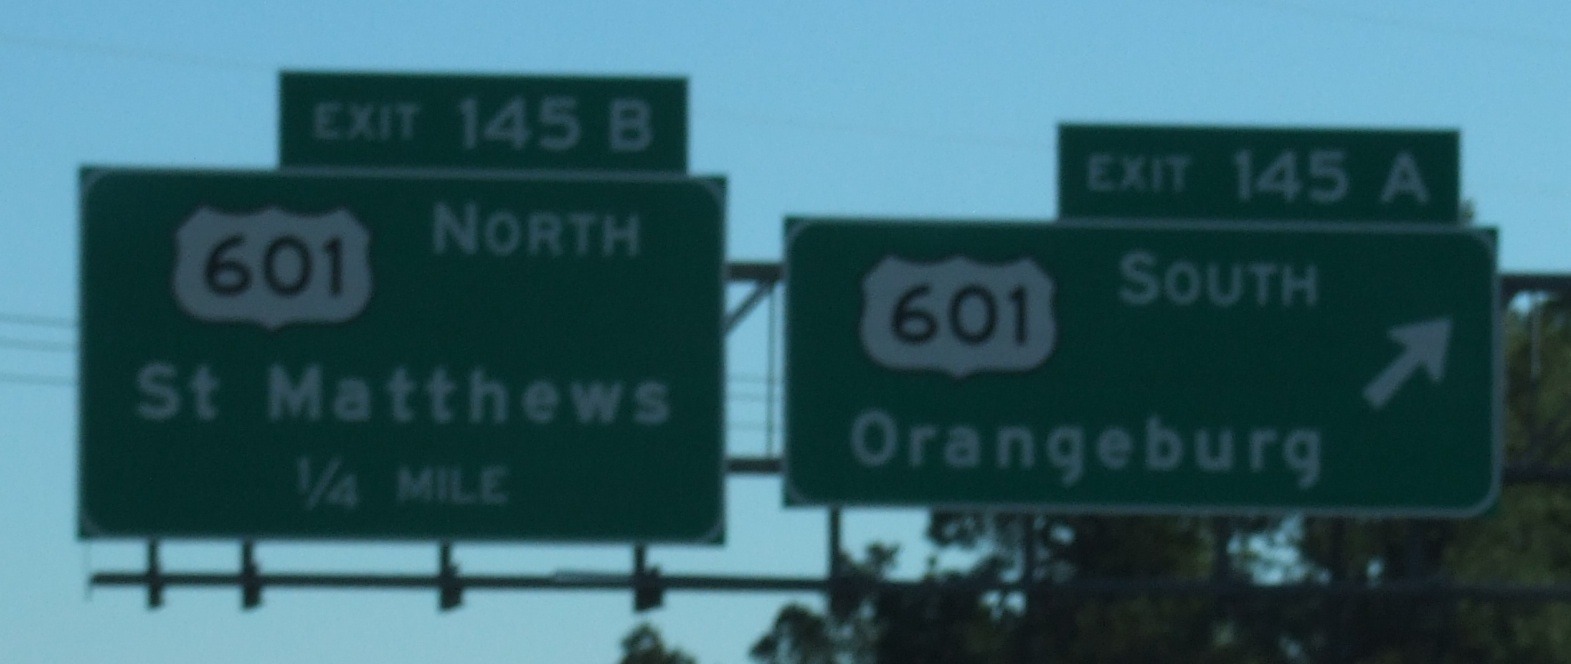 EXIT 145 B
601 NORTH
St Matthews
1/4 MILE
EXIT 145 A
601 SOUTH
Orangeburg